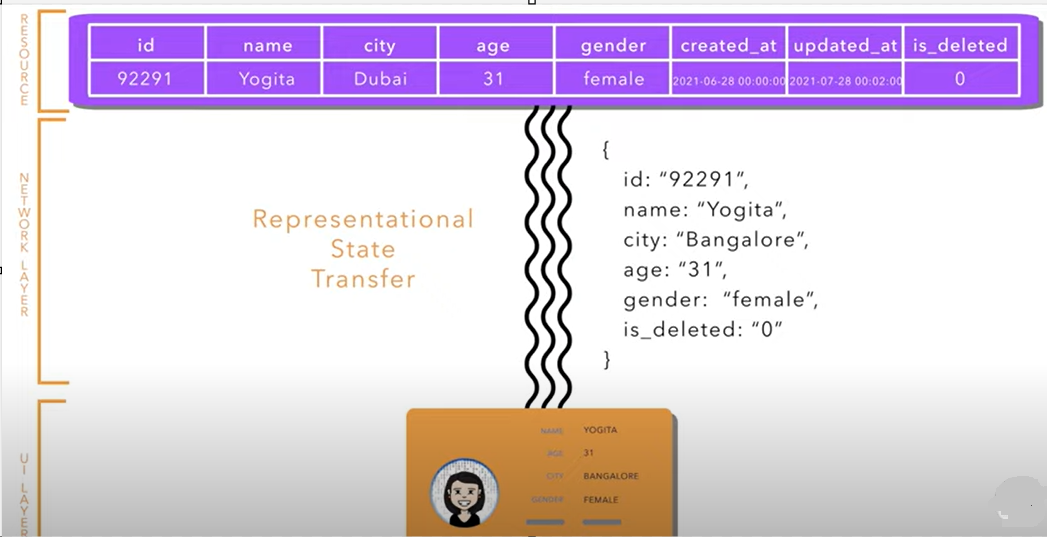 RESOURCE
id name city age gender created_at updated_at is_deleted
92291 Yogita Dubai 31 female 2021-06-28 00:00:00 2021-07-28 00:02:00 0
NETWORK LAYER
Representational
State
Transfer
{
id: “92291”,
name: “Yogita”,
city: “Bangalore”,
age: “31”,
gender: “female”,
is_deleted: “0”
}
UI LAYER
NAME YOGITA
AGE 31
CITY BANGALORE
GENDER FEMALE